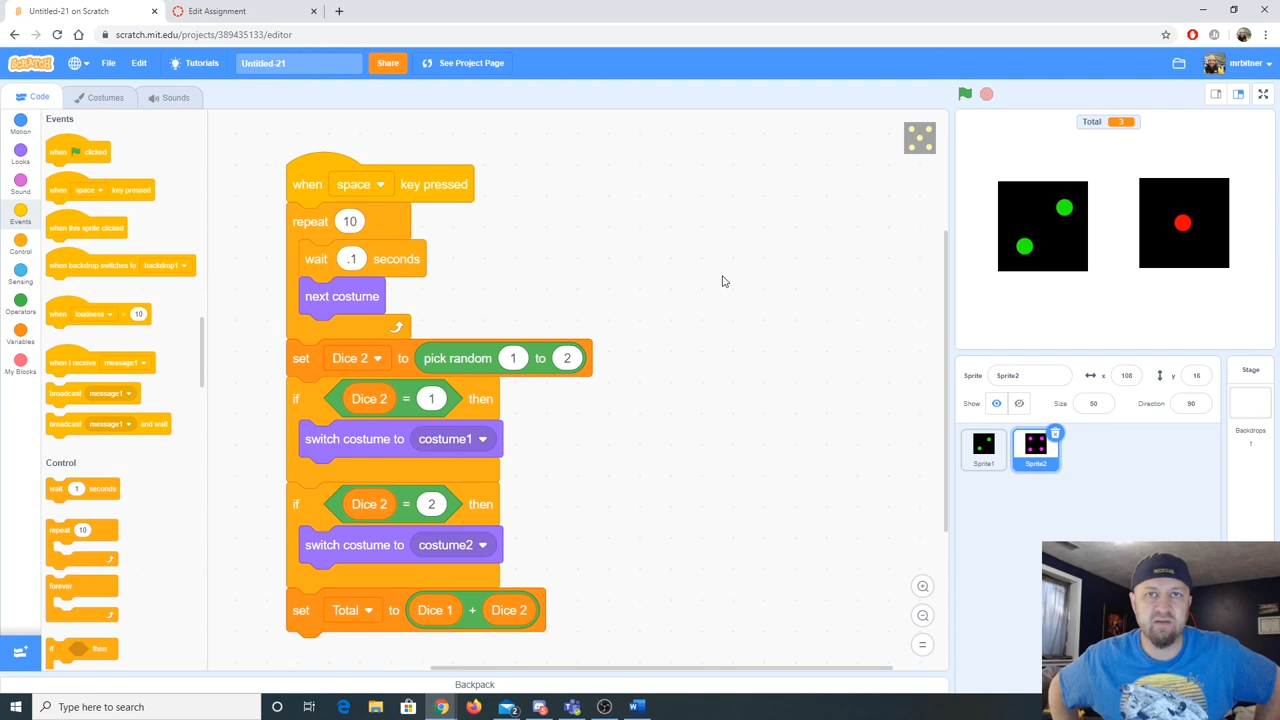 Untitled-21 on Scratch
Edit Assignment
scratch.mit.edu/projects/389435133/editor
SCRATCH
File
Edit
Tutorials
Untitled-21
Share
See Project Page
mrbitner
Code
Costumes
Sounds
Motion
Looks
Sound
Events
Control
Sensing
Operators
Variables
My Blocks
Events
when clicked
when space key pressed
when this sprite clicked
when backdrop switches to backdrop1
when loudness > 10
when I receive message1
broadcast message1
broadcast message1 and wait
Control
wait 1 seconds
repeat 10
forever
if then
when space key pressed
repeat 10
wait .1 seconds
next costume
set Dice 2 to pick random 1 to 2
if Dice 2 = 1 then
switch costume to costume1
if Dice 2 = 2 then
switch costume to costume2
set Total to Dice 1 + Dice 2
Backpack
Total 3
Sprite Sprite2 x 108 y 16
Show Size 50 Direction 90
Sprite1
Sprite2
Stage
Backdrops
1
Type here to search